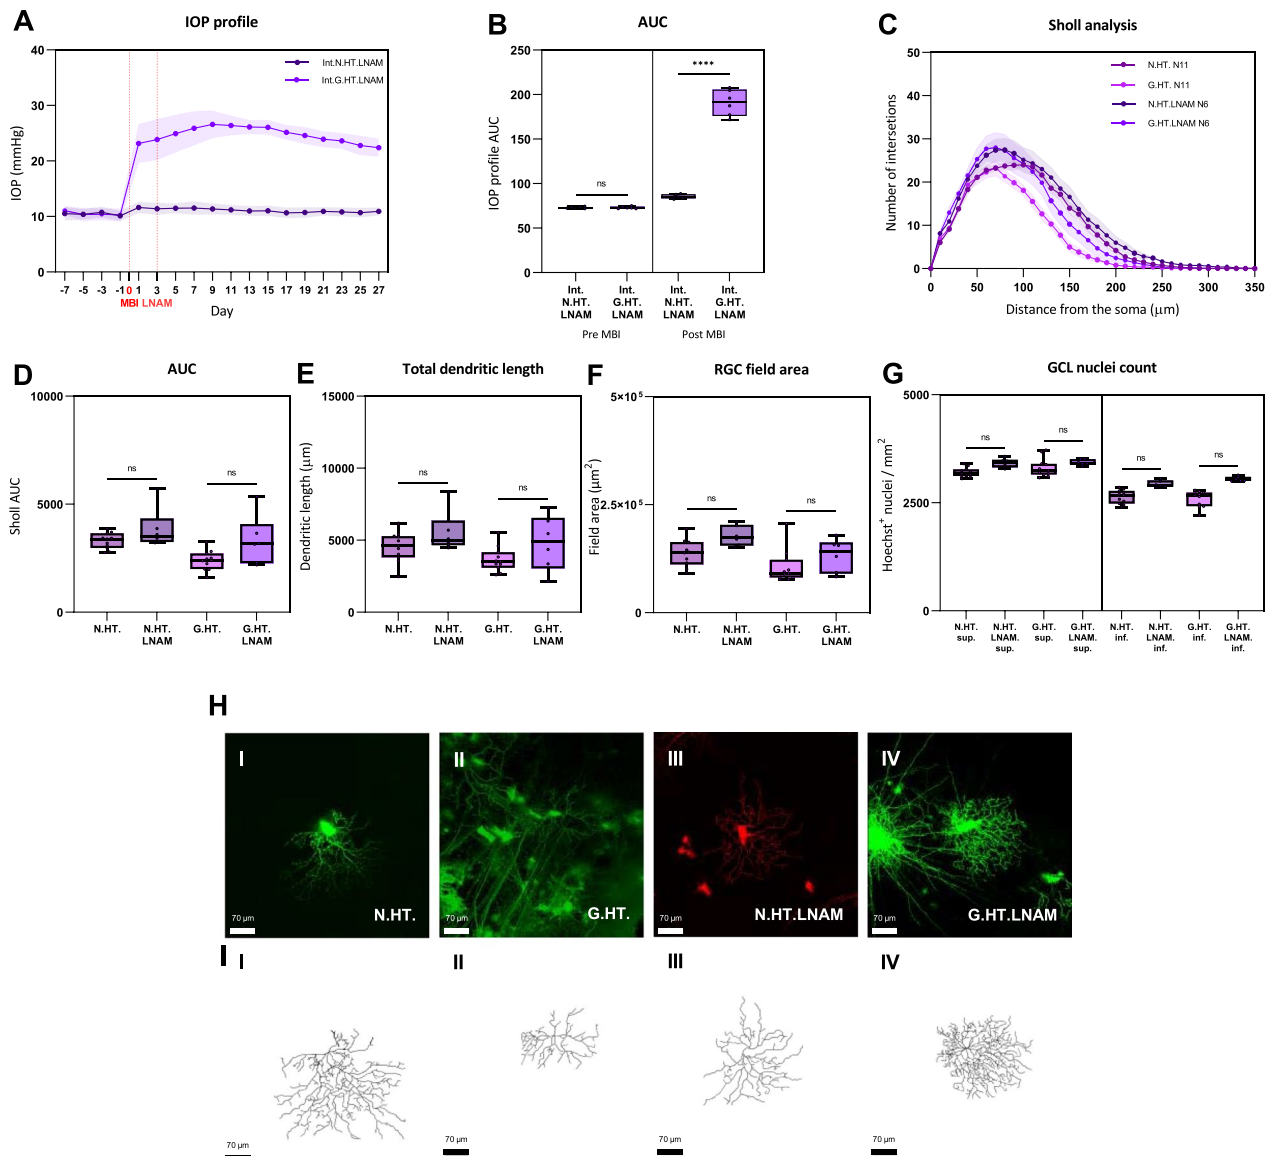 A
IOP profile
IOP (mmHg)
40
30
20
10
0
Int.N.HT.LNAM
Int.G.HT.LNAM
-7 -5 -3 -1 0 1 3 5 7 9 11 13 15 17 19 21 23 25 27
MBI LNAM
Day
B
AUC
IOP profile AUC
250
200
150
100
50
0
ns
****
Int. N.HT. LNAM
Int. G.HT. LNAM
Int. N.HT. LNAM
Int. G.HT. LNAM
Pre MBI
Post MBI
C
Sholl analysis
Number of intersetions
50
40
30
20
10
0
N.HT. N11
G.HT. N11
N.HT.LNAM N6
G.HT.LNAM N6
0 50 100 150 200 250 300 350
Distance from the soma (μm)
D
AUC
Sholl AUC
10000
5000
0
ns
ns
N.HT.
N.HT. LNAM
G.HT.
G.HT. LNAM
E
Total dendritic length
Dendritic length (μm)
15000
10000
5000
0
ns
ns
N.HT.
N.HT. LNAM
G.HT.
G.HT. LNAM
F
RGC field area
Field area (μm²)
5×10⁵
2.5×10⁵
0
ns
ns
N.HT.
N.HT. LNAM
G.HT.
G.HT. LNAM
G
GCL nuclei count
Hoechst⁺ nuclei / mm²
5000
2500
0
ns
ns
ns
ns
N.HT. sup.
N.HT. LNAM. sup.
G.HT. sup.
G.HT. LNAM. sup.
N.HT. inf.
N.HT. LNAM. inf.
G.HT. inf.
G.HT. LNAM. inf.
H
I
70 μm
N.HT.
II
70 μm
G.HT.
III
70 μm
N.HT.LNAM
IV
70 μm
G.HT.LNAM
I
I
70 μm
II
70 μm
III
70 μm
IV
70 μm